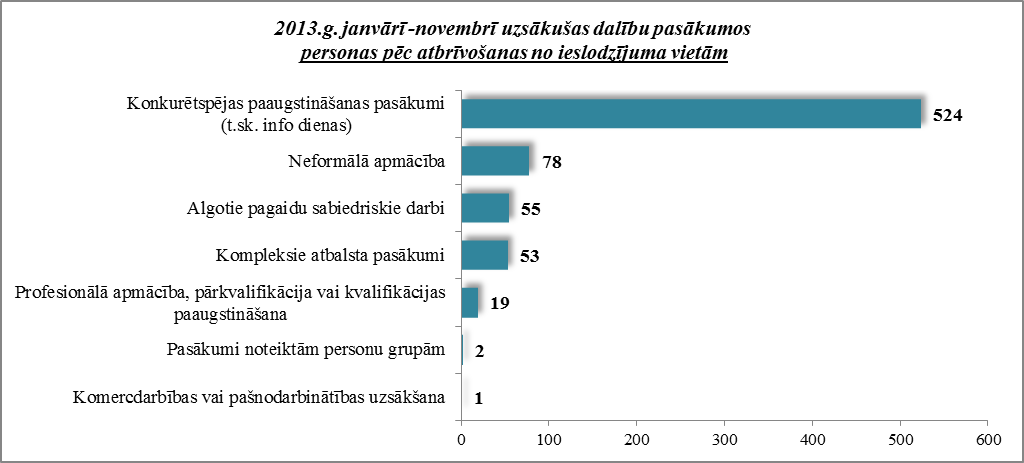 2013.g. janvārī -novembrī uzsākušas dalību pasākumos
personas pēc atbrīvošanas no ieslodzījuma vietām
Konkurētspējas paaugstināšanas pasākumi
(t.sk. info dienas)
524
Neformālā apmācība
78
Algotie pagaidu sabiedriskie darbi
55
Kompleksie atbalsta pasākumi
53
Profesionālā apmācība, pārkvalifikācija vai kvalifikācijas
paaugstināšana
19
Pasākumi noteiktām personu grupām
2
Komercdarbības vai pašnodarbinātības uzsākšana
1
0 100 200 300 400 500 600